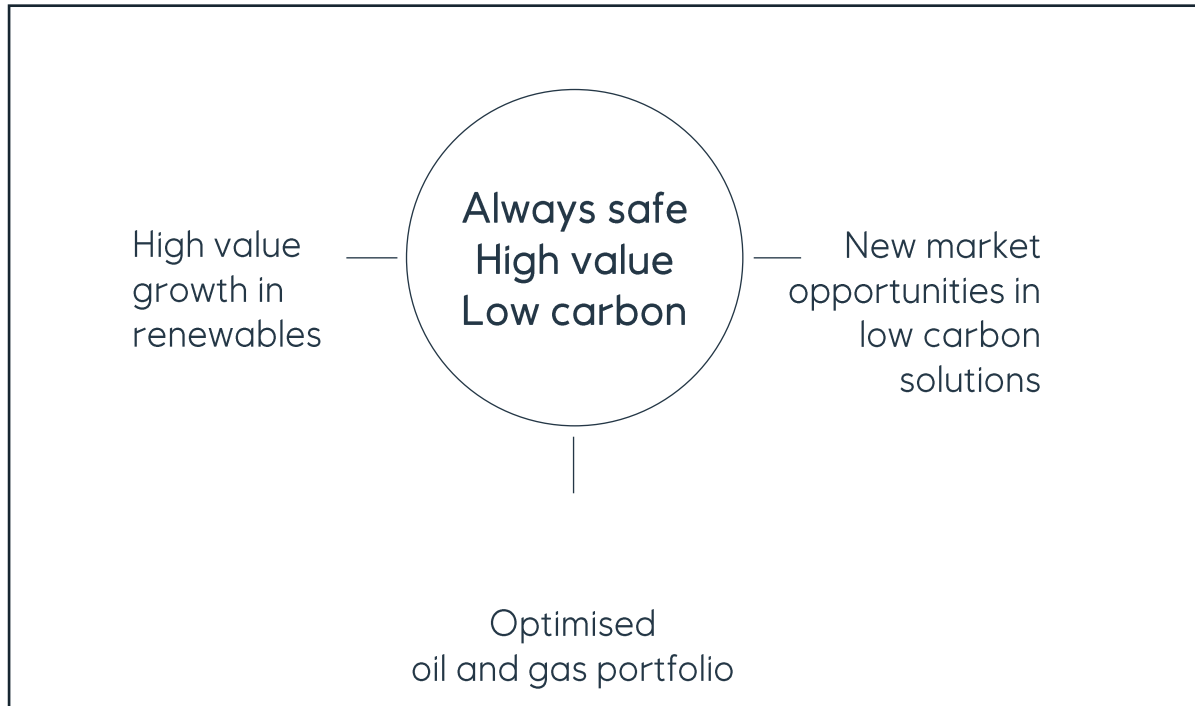 Always safe
High value
Low carbon
High value
growth in
renewables
New market
opportunities in
low carbon
solutions
Optimised
oil and gas portfolio